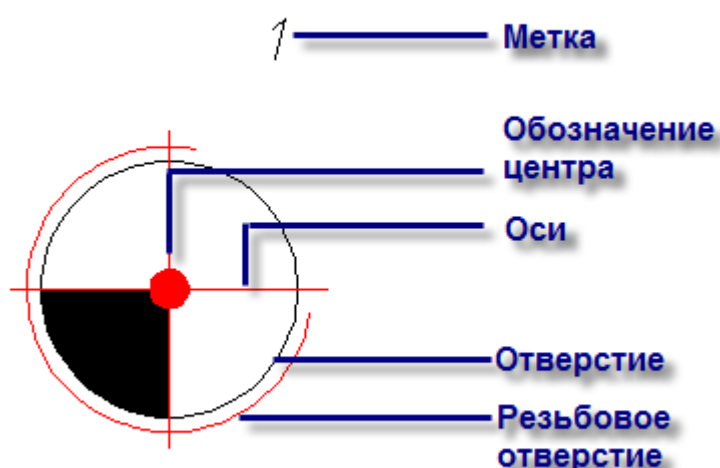 1
Метка
Обозначение
центра
Оси
Отверстие
Резьбовое
отверстие